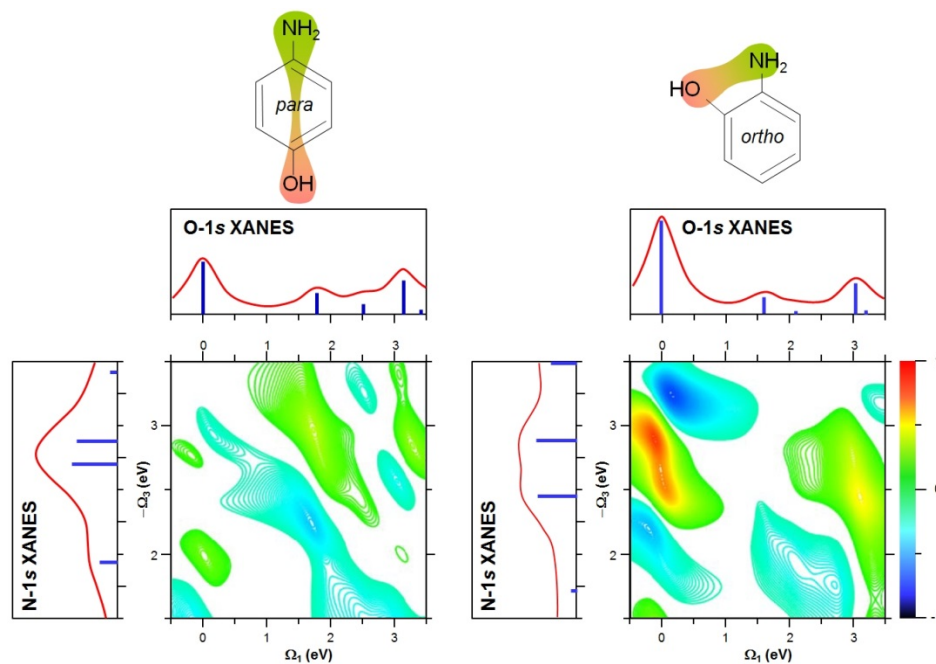 NH2
para
OH
NH2
HO
ortho
O-1s XANES
O-1s XANES
0 1 2 3
0 1 2 3
N-1s XANES
3
2
−Ω3 (eV)
0 1 2 3
Ω1 (eV)
N-1s XANES
3
2
−Ω3 (eV)
0 1 2 3
Ω1 (eV)